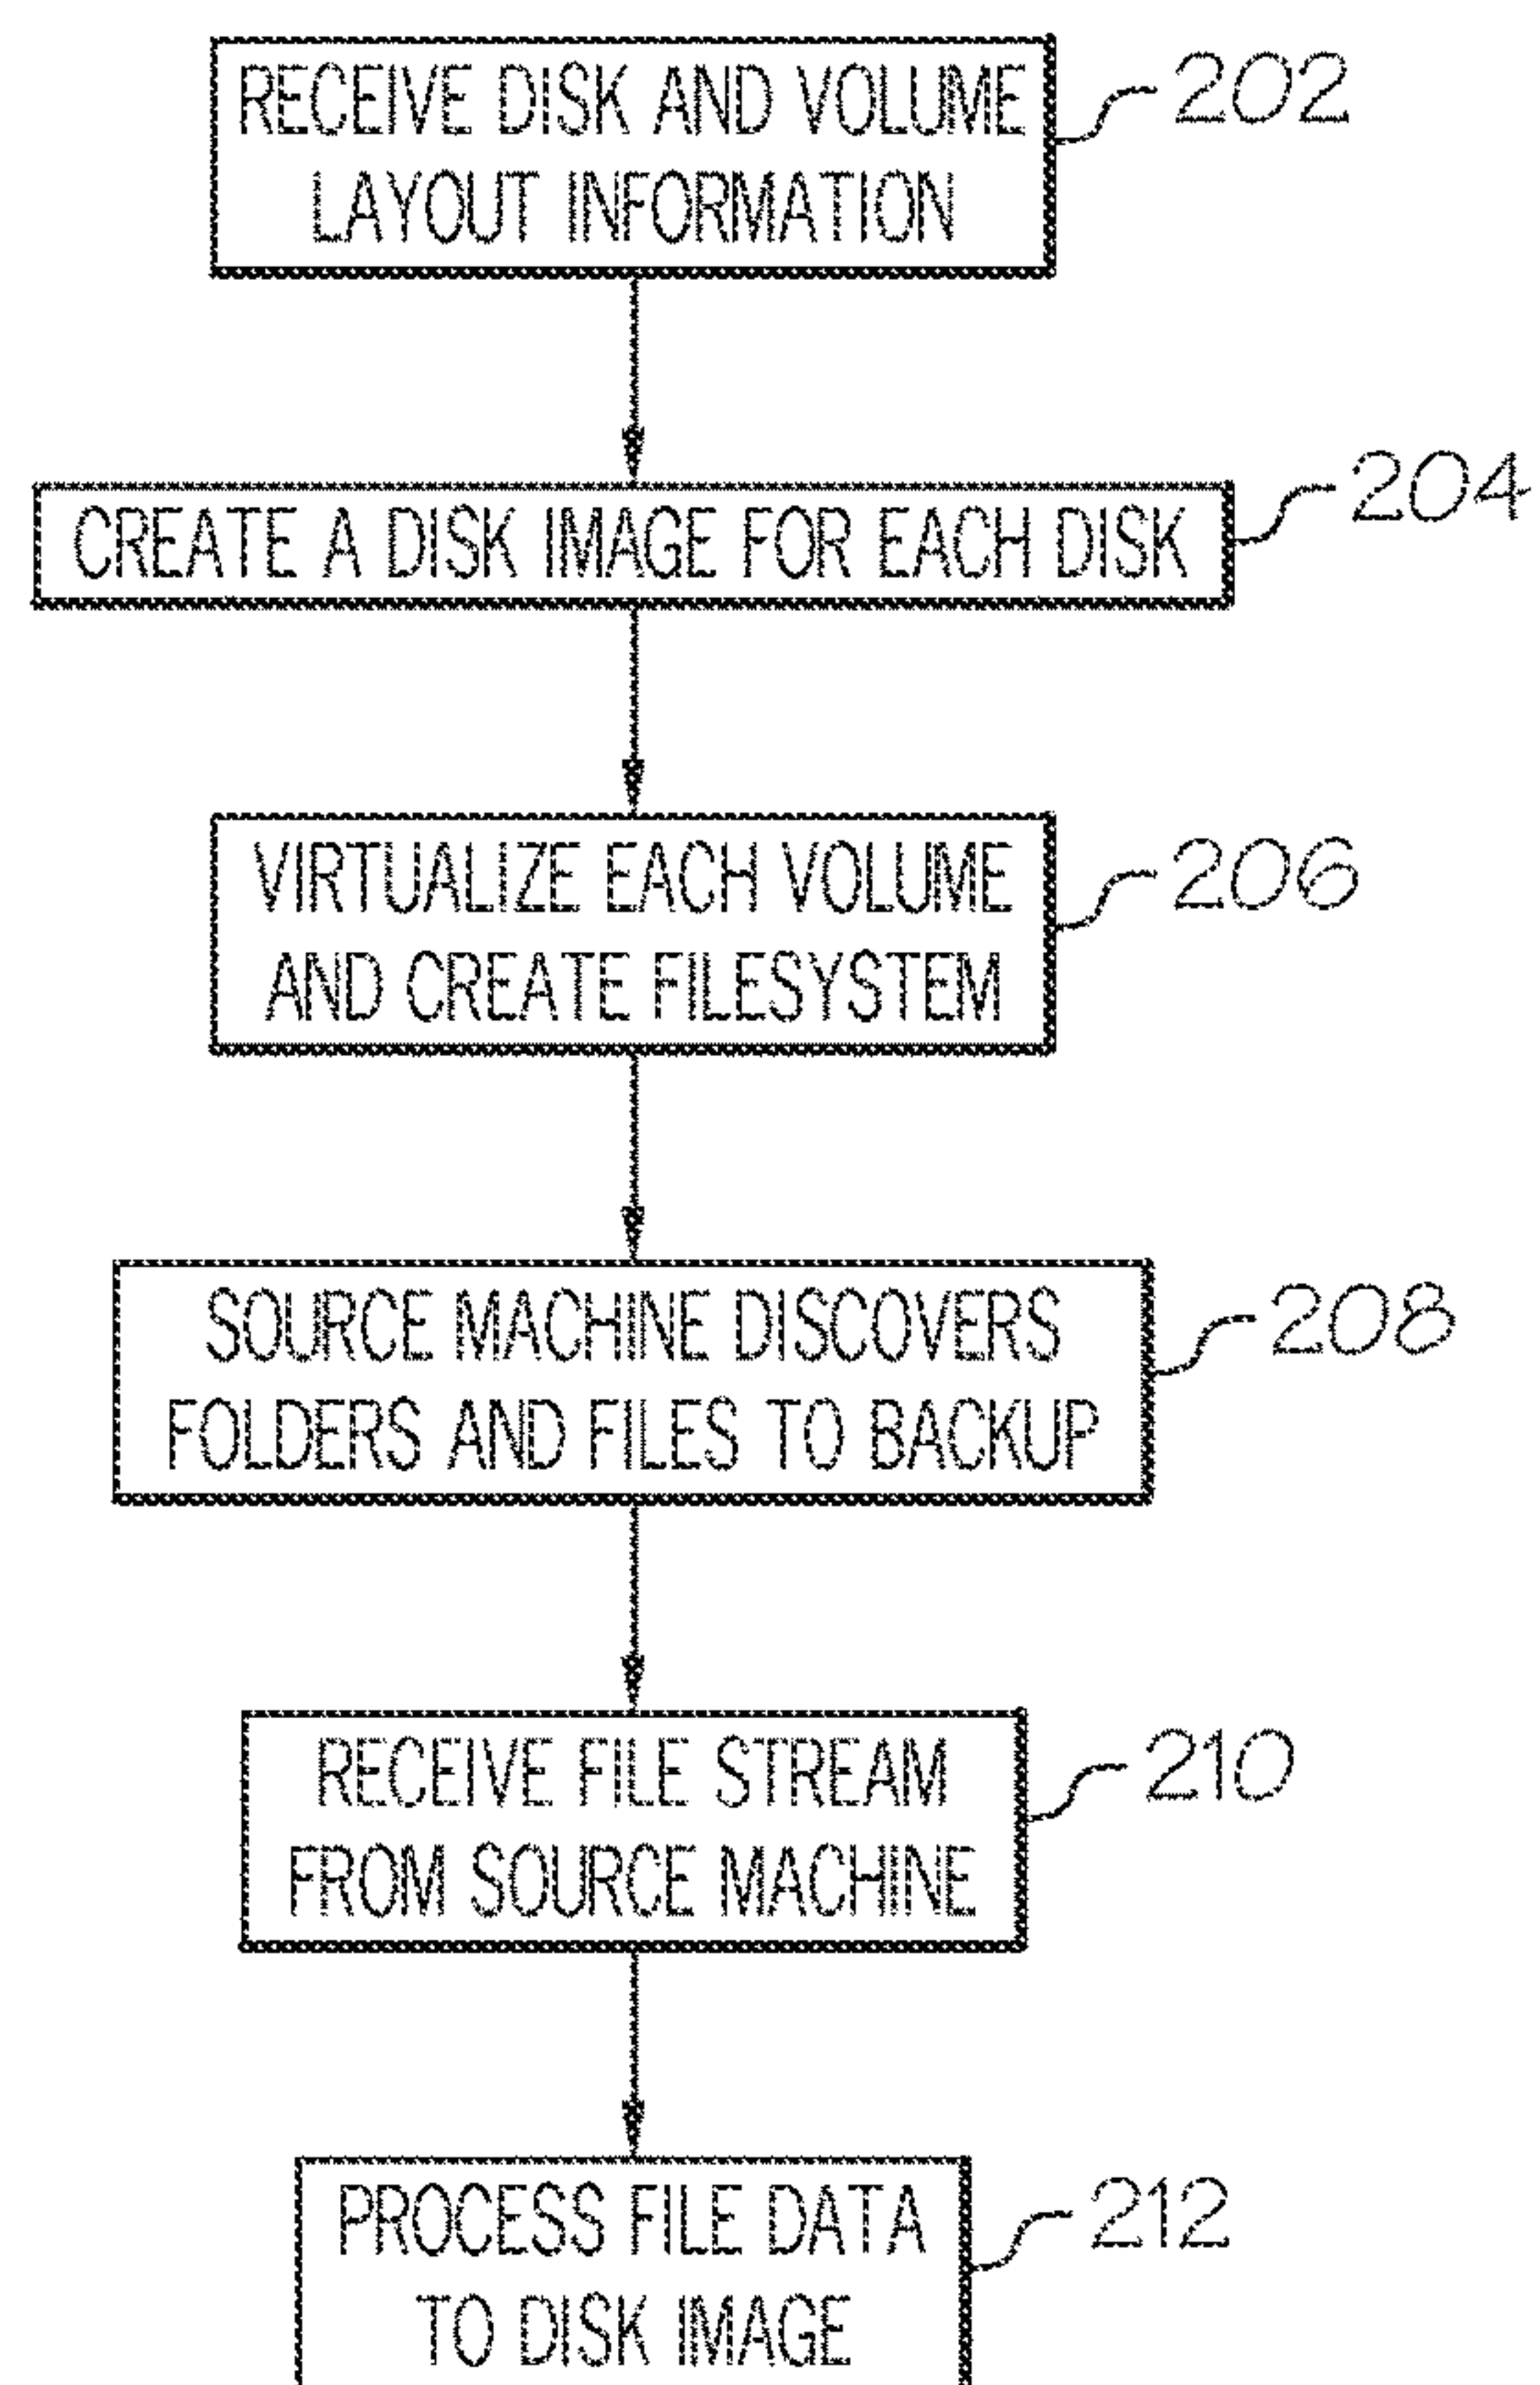 RECEIVE DISK AND VOLUME
LAYOUT INFORMATION
202
CREATE A DISK IMAGE FOR EACH DISK
204
VIRTUALIZE EACH VOLUME
AND CREATE FILESYSTEM
206
SOURCE MACHINE DISCOVERS
FOLDERS AND FILES TO BACKUP
208
RECEIVE FILE STREAM
FROM SOURCE MACHINE
210
PROCESS FILE DATA
TO DISK IMAGE
212